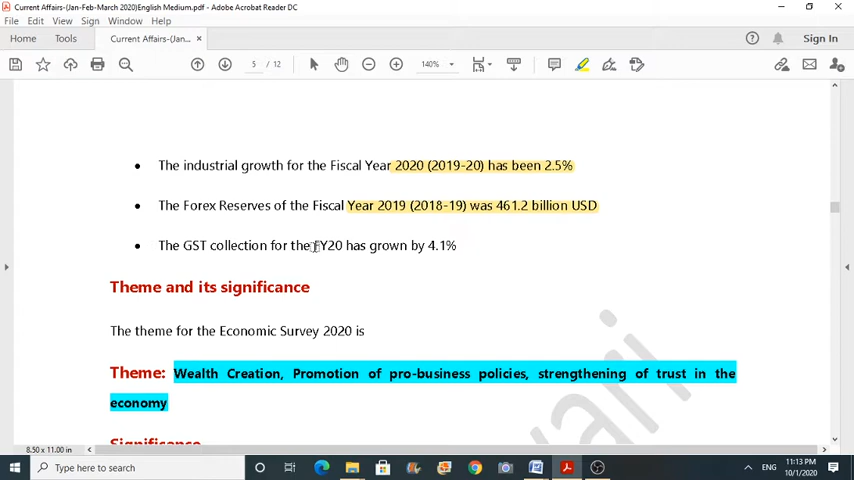 Current Affairs-(Jan-Feb-March 2020)English Medium.pdf - Adobe Acrobat Reader DC
File Edit View Sign Window Help
Home Tools Current Affairs-(Jan... × Sign In
5 / 12 140%
• The industrial growth for the Fiscal Year 2020 (2019-20) has been 2.5%
• The Forex Reserves of the Fiscal Year 2019 (2018-19) was 461.2 billion USD
• The GST collection for the FY20 has grown by 4.1%
Theme and its significance
The theme for the Economic Survey 2020 is
Theme: Wealth Creation, Promotion of pro-business policies, strengthening of trust in the
economy
Significance
8.50 x 11.00 in
Type here to search
ENG
11:13 PM
10/1/2020